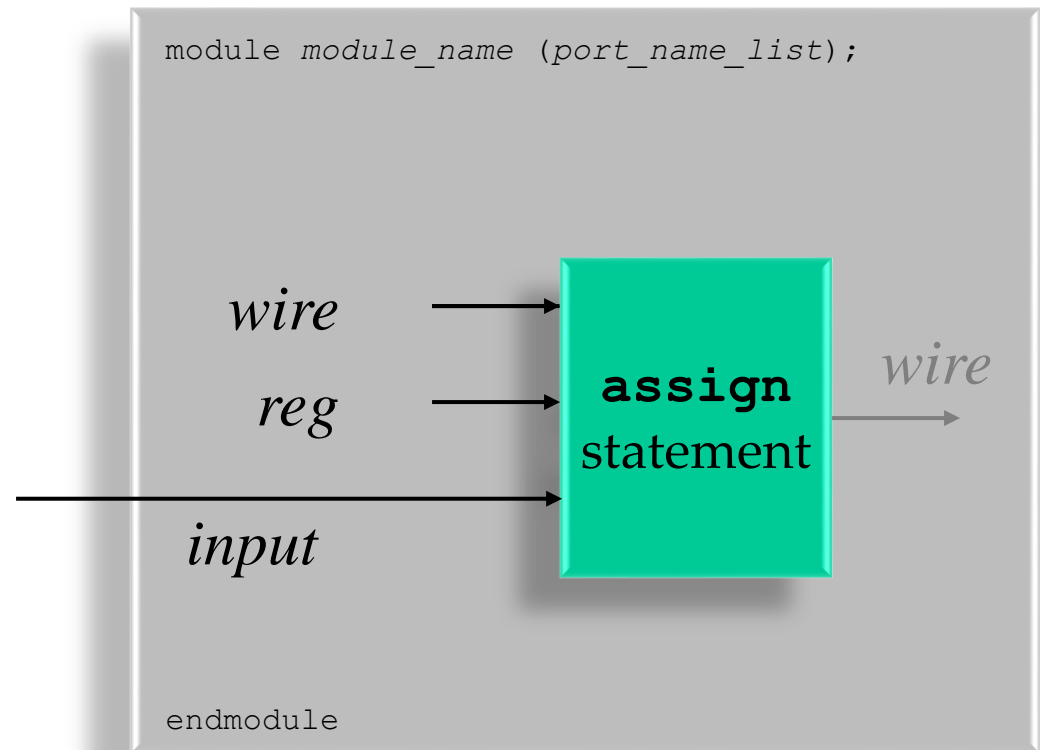 module module_name (port_name_list);
wire
reg
input
assign
statement
wire
endmodule